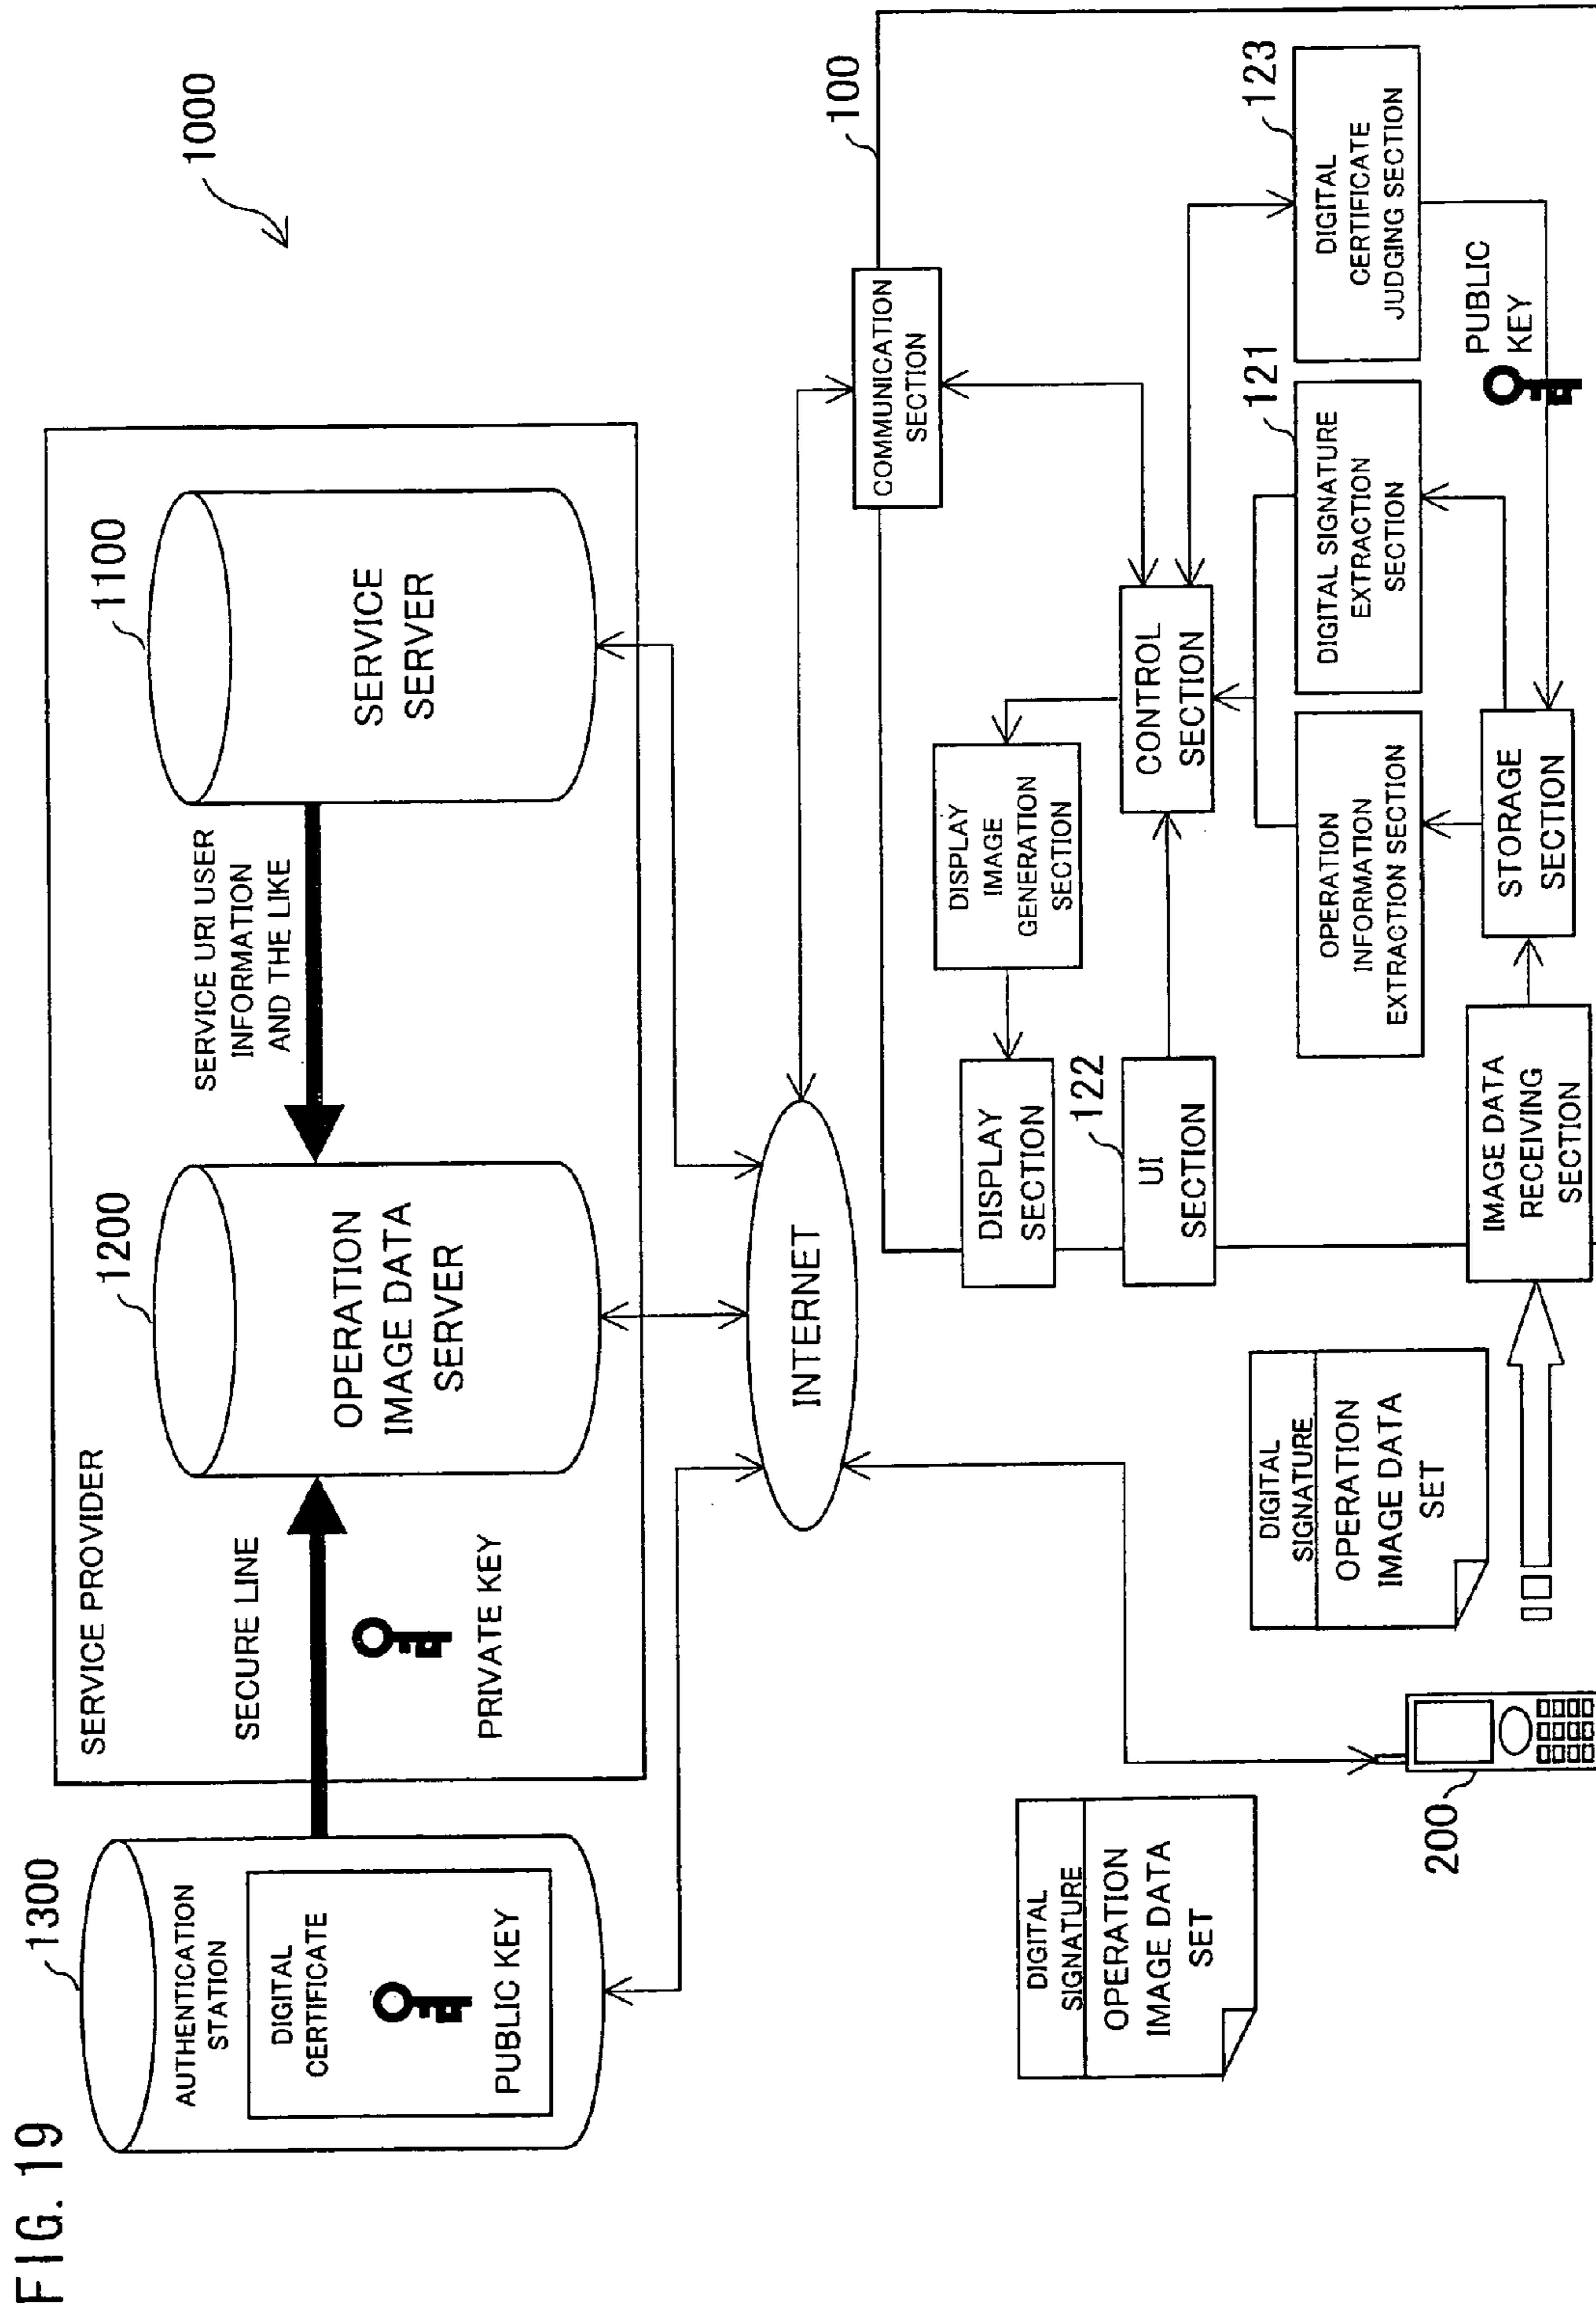 FIG. 19
1000
1300
AUTHENTICATION
STATION
DIGITAL
CERTIFICATE
PUBLIC KEY
SERVICE PROVIDER
SECURE LINE
PRIVATE KEY
1200
OPERATION
IMAGE DATA
SERVER
SERVICE URI USER
INFORMATION
AND THE LIKE
1100
SERVICE
SERVER
INTERNET
100
COMMUNICATION
SECTION
DISPLAY
SECTION
DISPLAY
IMAGE
GENERATION
SECTION
122
UI
SECTION
CONTROL
SECTION
OPERATION
INFORMATION
EXTRACTION SECTION
121
DIGITAL SIGNATURE
EXTRACTION
SECTION
123
DIGITAL
CERTIFICATE
JUDGING SECTION
PUBLIC
KEY
IMAGE DATA
RECEIVING
SECTION
STORAGE
SECTION
DIGITAL
SIGNATURE
OPERATION
IMAGE DATA
SET
200
DIGITAL
SIGNATURE
OPERATION
IMAGE DATA
SET